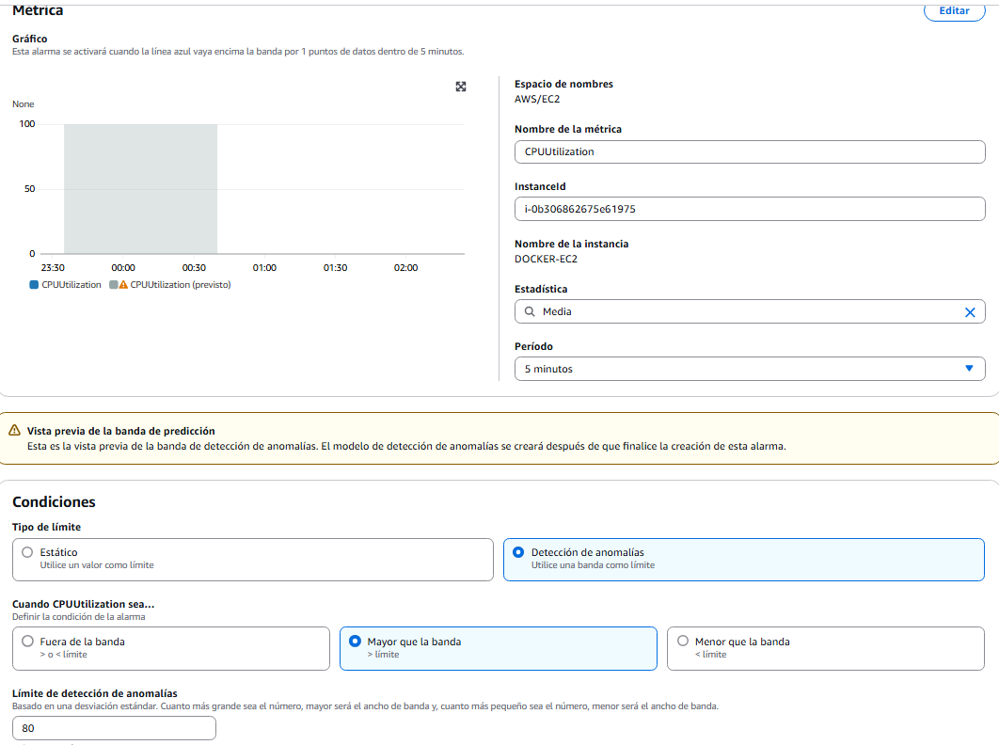 Métrica
Editar
Gráfico
Esta alarma se activará cuando la línea azul vaya encima la banda por 1 puntos de datos dentro de 5 minutos.
None
100
50
0
23:30 00:00 00:30 01:00 01:30 02:00
CPUUtilization CPUUtilization (previsto)
Espacio de nombres
AWS/EC2
Nombre de la métrica
CPUUtilization
InstanceId
i-0b306862675e61975
Nombre de la instancia
DOCKER-EC2
Estadística
Media
Período
5 minutos
Vista previa de la banda de predicción
Esta es la vista previa de la banda de detección de anomalías. El modelo de detección de anomalías se creará después de que finalice la creación de esta alarma.
Condiciones
Tipo de límite
Estático
Utilice un valor como límite
Detección de anomalías
Utilice una banda como límite
Cuando CPUUtilization sea...
Definir la condición de la alarma
Fuera de la banda
> o < límite
Mayor que la banda
> límite
Menor que la banda
< límite
Límite de detección de anomalías
Basado en una desviación estándar. Cuanto más grande sea el número, mayor será el ancho de banda y, cuanto más pequeño sea el número, menor será el ancho de banda.
80